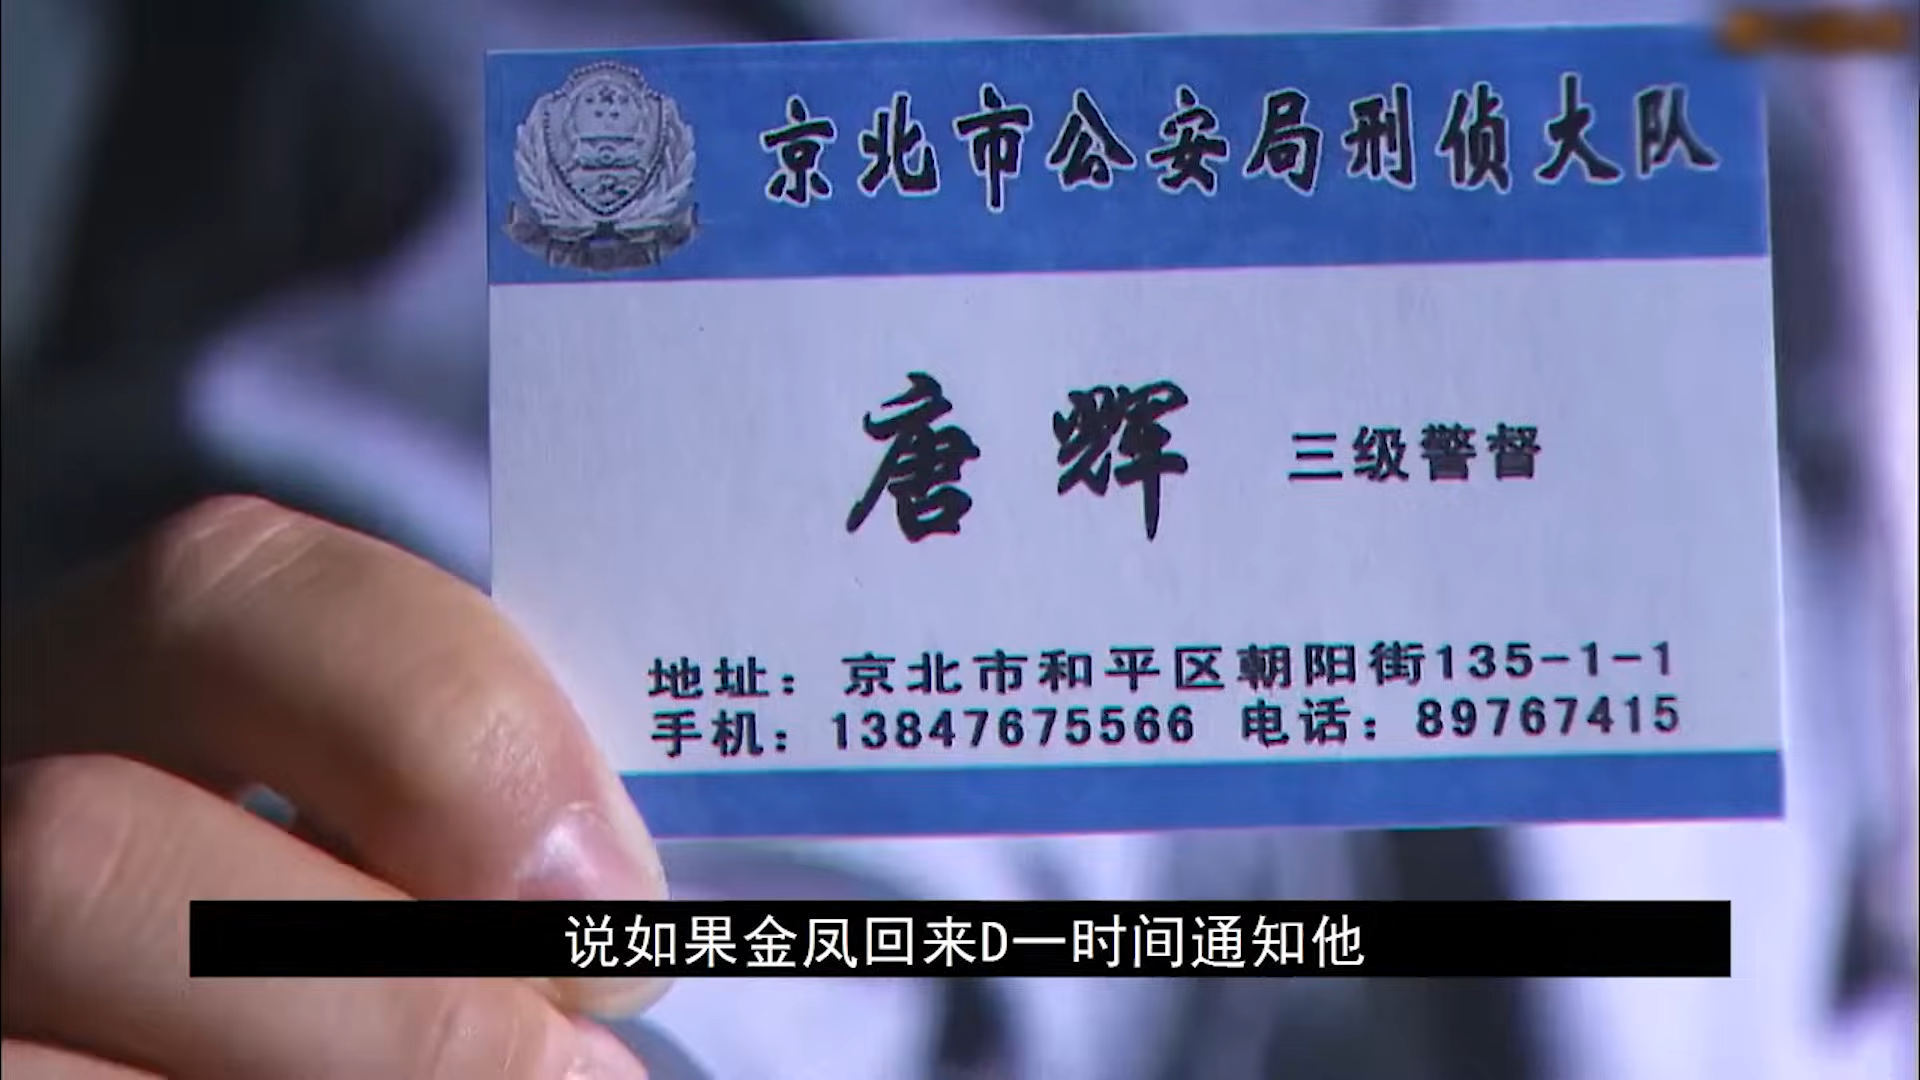 京北市公安局刑侦大队
唐辉 三级警督
地址：京北市和平区朝阳街135-1-1
手机：13847675566 电话：89767415
说如果金凤回来D一时间通知他